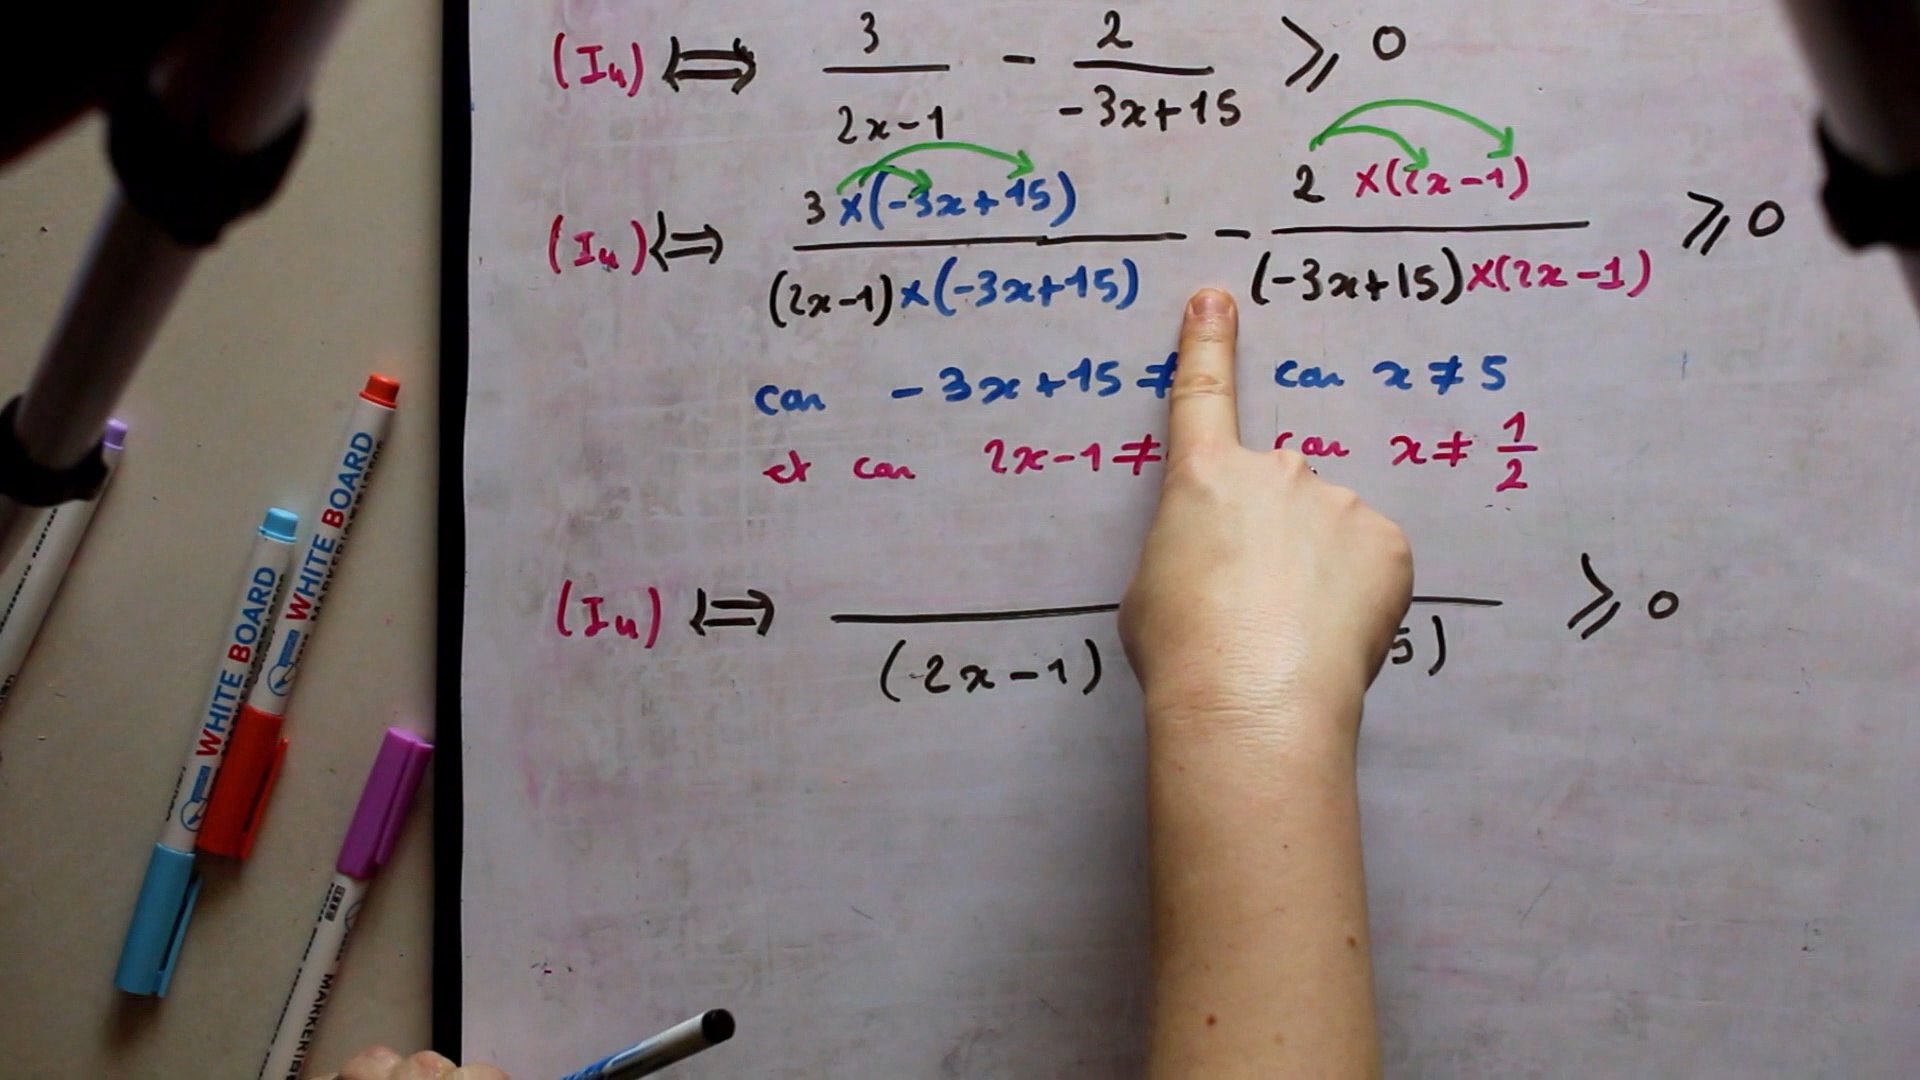 (I4) ⟺ 3/(2x-1) - 2/(-3x+15) ⩾ 0
(I4) ⟺ 3×(-3x+15)/((2x-1)×(-3x+15)) - 2×(2x-1)/((-3x+15)×(2x-1)) ⩾ 0
car -3x+15 ≠ car x ≠ 5
et car 2x-1 ≠ car x ≠ 1/2
(I4) ⟺ (2x-1) 5) ⩾ 0
WHITE BOARD
WHITE BOARD